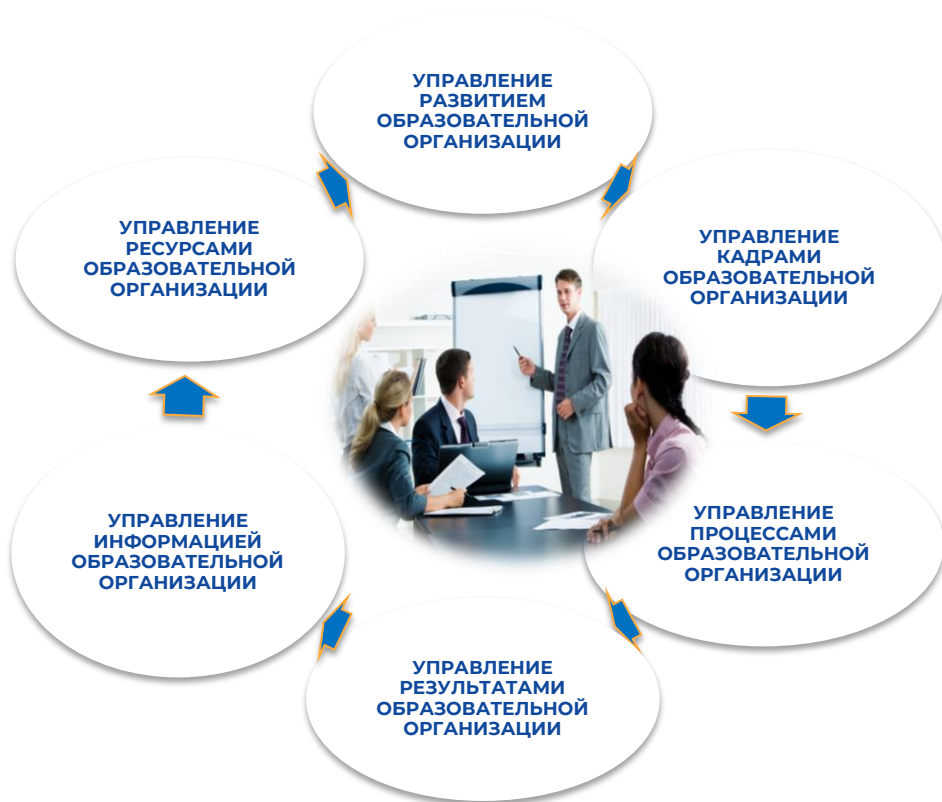 УПРАВЛЕНИЕ
РАЗВИТИЕМ
ОБРАЗОВАТЕЛЬНОЙ
ОРГАНИЗАЦИИ
УПРАВЛЕНИЕ
КАДРАМИ
ОБРАЗОВАТЕЛЬНОЙ
ОРГАНИЗАЦИИ
УПРАВЛЕНИЕ
ПРОЦЕССАМИ
ОБРАЗОВАТЕЛЬНОЙ
ОРГАНИЗАЦИИ
УПРАВЛЕНИЕ
РЕЗУЛЬТАТАМИ
ОБРАЗОВАТЕЛЬНОЙ
ОРГАНИЗАЦИИ
УПРАВЛЕНИЕ
ИНФОРМАЦИЕЙ
ОБРАЗОВАТЕЛЬНОЙ
ОРГАНИЗАЦИИ
УПРАВЛЕНИЕ
РЕСУРСАМИ
ОБРАЗОВАТЕЛЬНОЙ
ОРГАНИЗАЦИИ